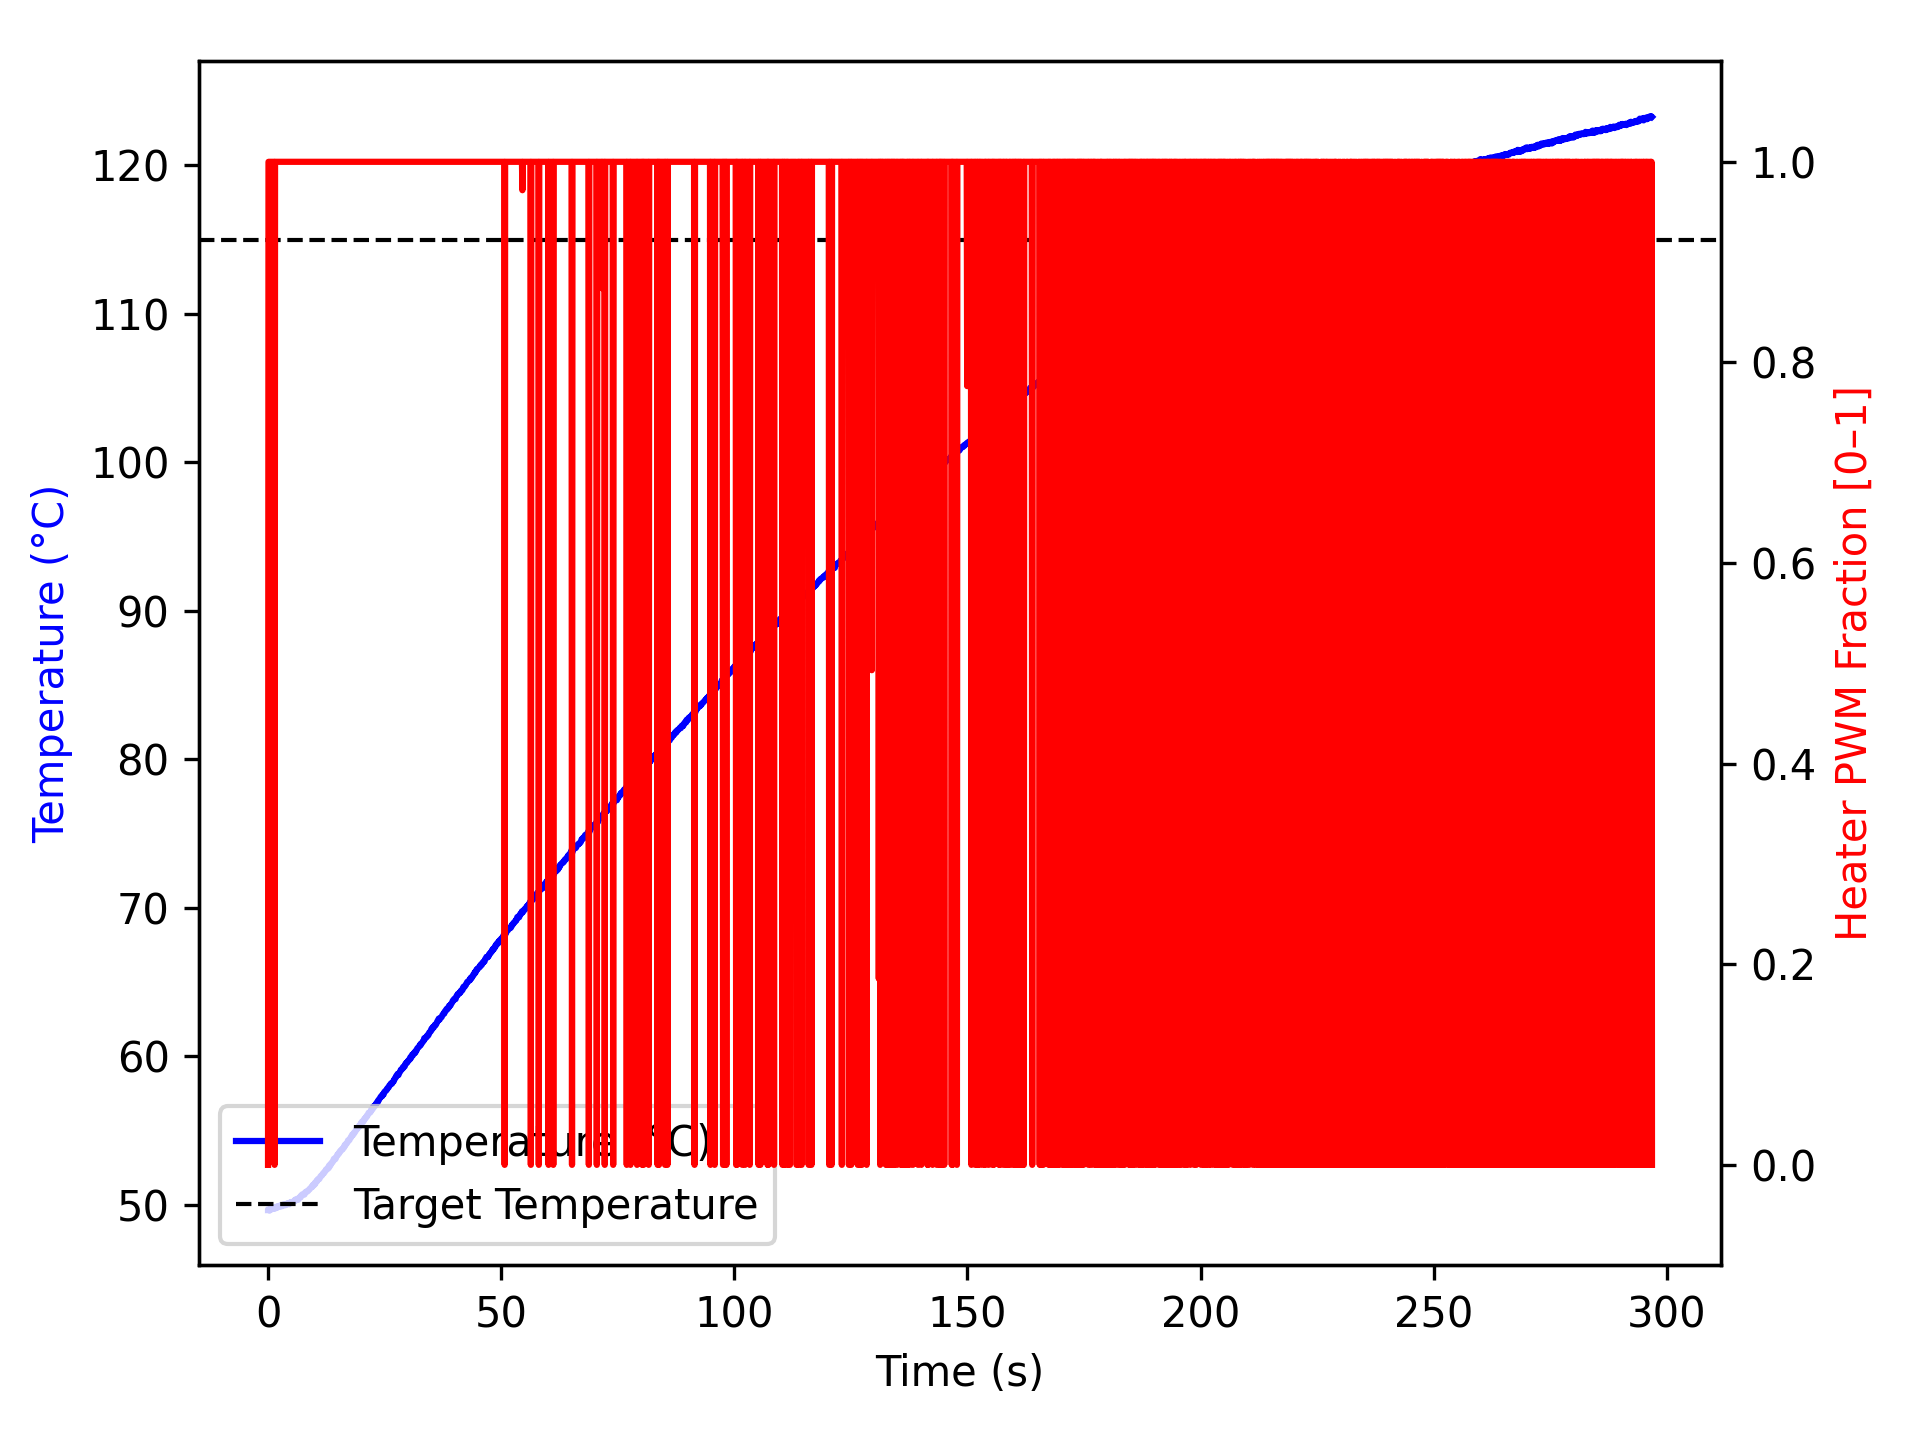 120
110
100
90
80
70
60
50
Temperature (°C)
1.0
0.8
0.6
0.4
0.2
0.0
Heater PWM Fraction [0–1]
Temperature (°C)
Target Temperature
0 50 100 150 200 250 300
Time (s)